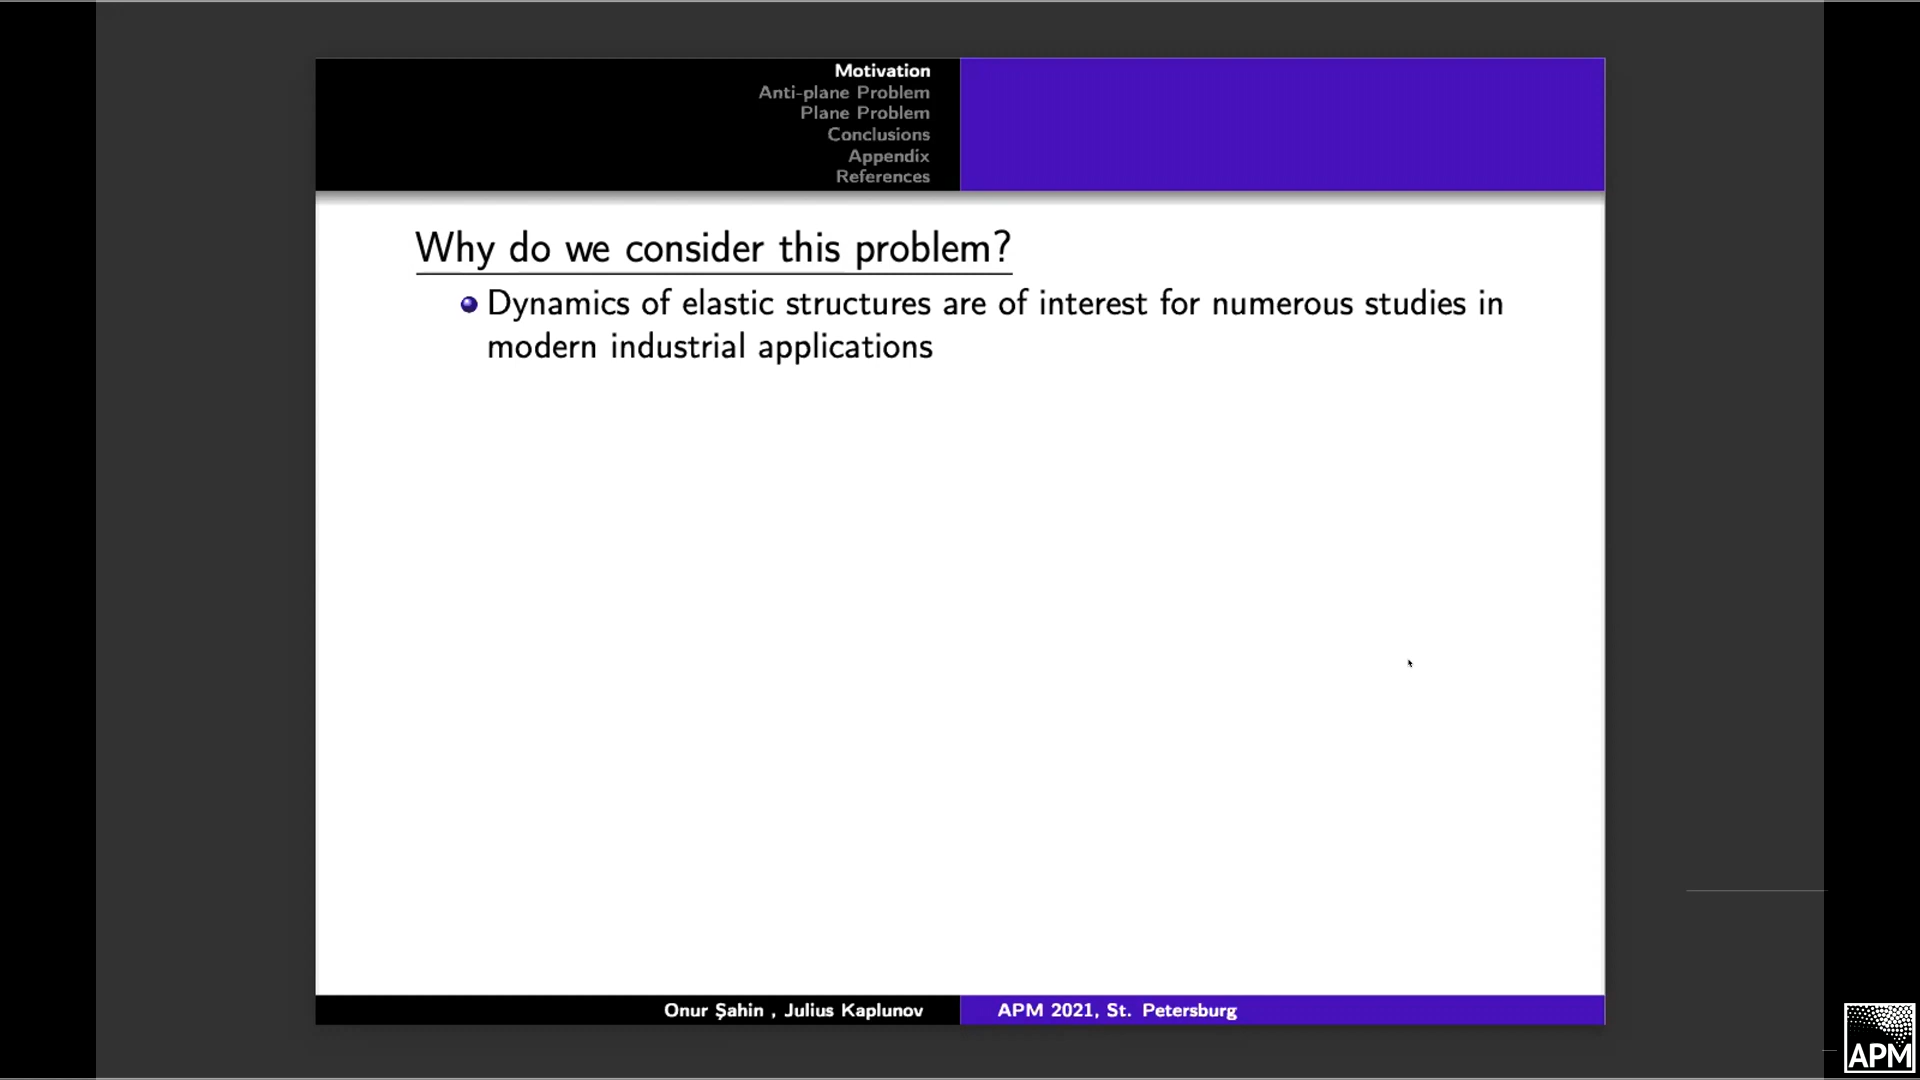 Motivation
Anti-plane Problem
Plane Problem
Conclusions
Appendix
References
Why do we consider this problem?
Dynamics of elastic structures are of interest for numerous studies in
modern industrial applications
Onur Şahin , Julius Kaplunov
APM 2021, St. Petersburg
APM